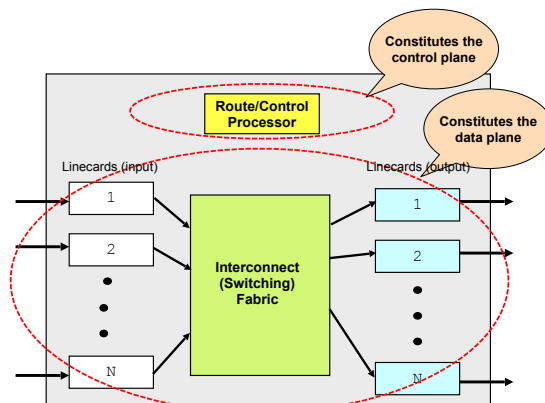 Constitutes the
control plane
Route/Control
Processor
Constitutes the
data plane
Linecards (input)
Linecards (output)
1
1
2
2
Interconnect
(Switching)
Fabric
N
N